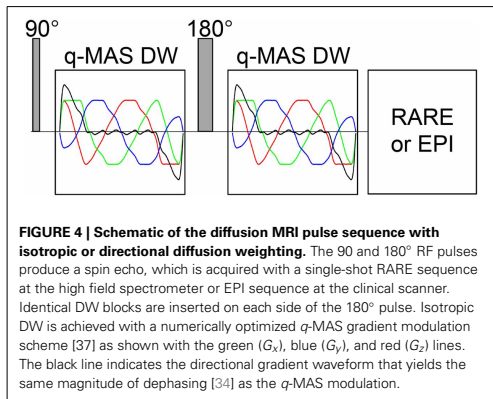 90° 180°
q-MAS DW q-MAS DW
RARE
or EPI
FIGURE 4 | Schematic of the diffusion MRI pulse sequence with
isotropic or directional diffusion weighting. The 90 and 180° RF pulses
produce a spin echo, which is acquired with a single-shot RARE sequence
at the high field spectrometer or EPI sequence at the clinical scanner.
Identical DW blocks are inserted on each side of the 180° pulse. Isotropic
DW is achieved with a numerically optimized q-MAS gradient modulation
scheme [37] as shown with the green (Gx), blue (Gy), and red (Gz) lines.
The black line indicates the directional gradient waveform that yields the
same magnitude of dephasing [34] as the q-MAS modulation.